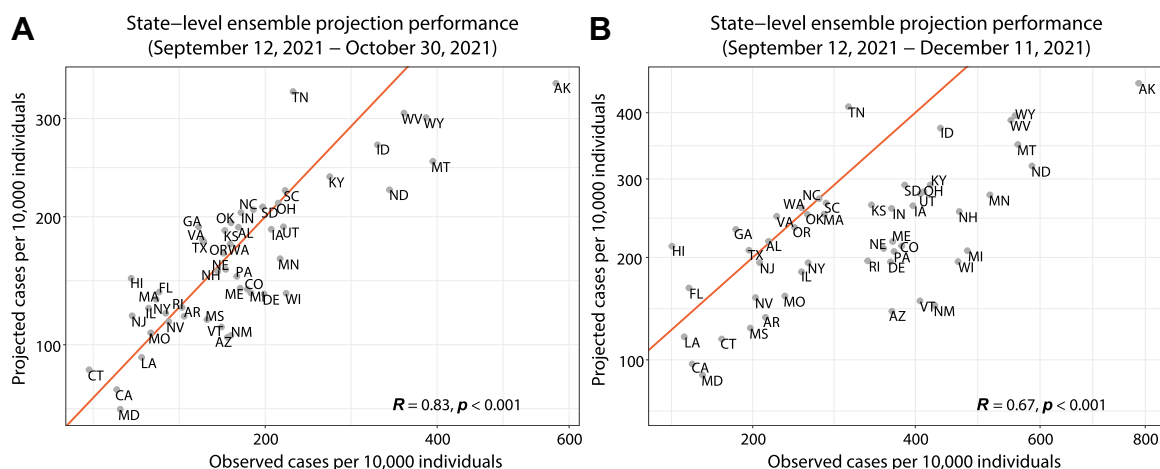 A
State−level ensemble projection performance
(September 12, 2021 − October 30, 2021)
Projected cases per 10,000 individuals
300
200
100
AK
TN
WV
WY
ID
MT
KY
ND
SC
NC
SD
OH
GA
OK
IN
VA
KS
AL
IA
UT
TX
OR
WA
NE
MN
NH
PA
HI
FL
ME
CO
MI
DE
WI
MA
RI
IL
NY
AR
NJ
NV
MS
MO
VT
NM
AZ
LA
CT
CA
MD
R = 0.83, p < 0.001
200
400
600
Observed cases per 10,000 individuals
B
State−level ensemble projection performance
(September 12, 2021 − December 11, 2021)
Projected cases per 10,000 individuals
400
300
200
100
AK
TN
WY
WV
ID
MT
ND
KY
SD
OH
MN
NC
UT
WA
SC
KS
IN
IA
NH
VA
OK
MA
OR
GA
AL
ME
HI
TX
NE
CO
PA
MI
NJ
IL
NY
RI
DE
WI
FL
NV
MO
VT
NM
AZ
AR
MS
LA
CT
CA
MD
R = 0.67, p < 0.001
200
400
600
800
Observed cases per 10,000 individuals